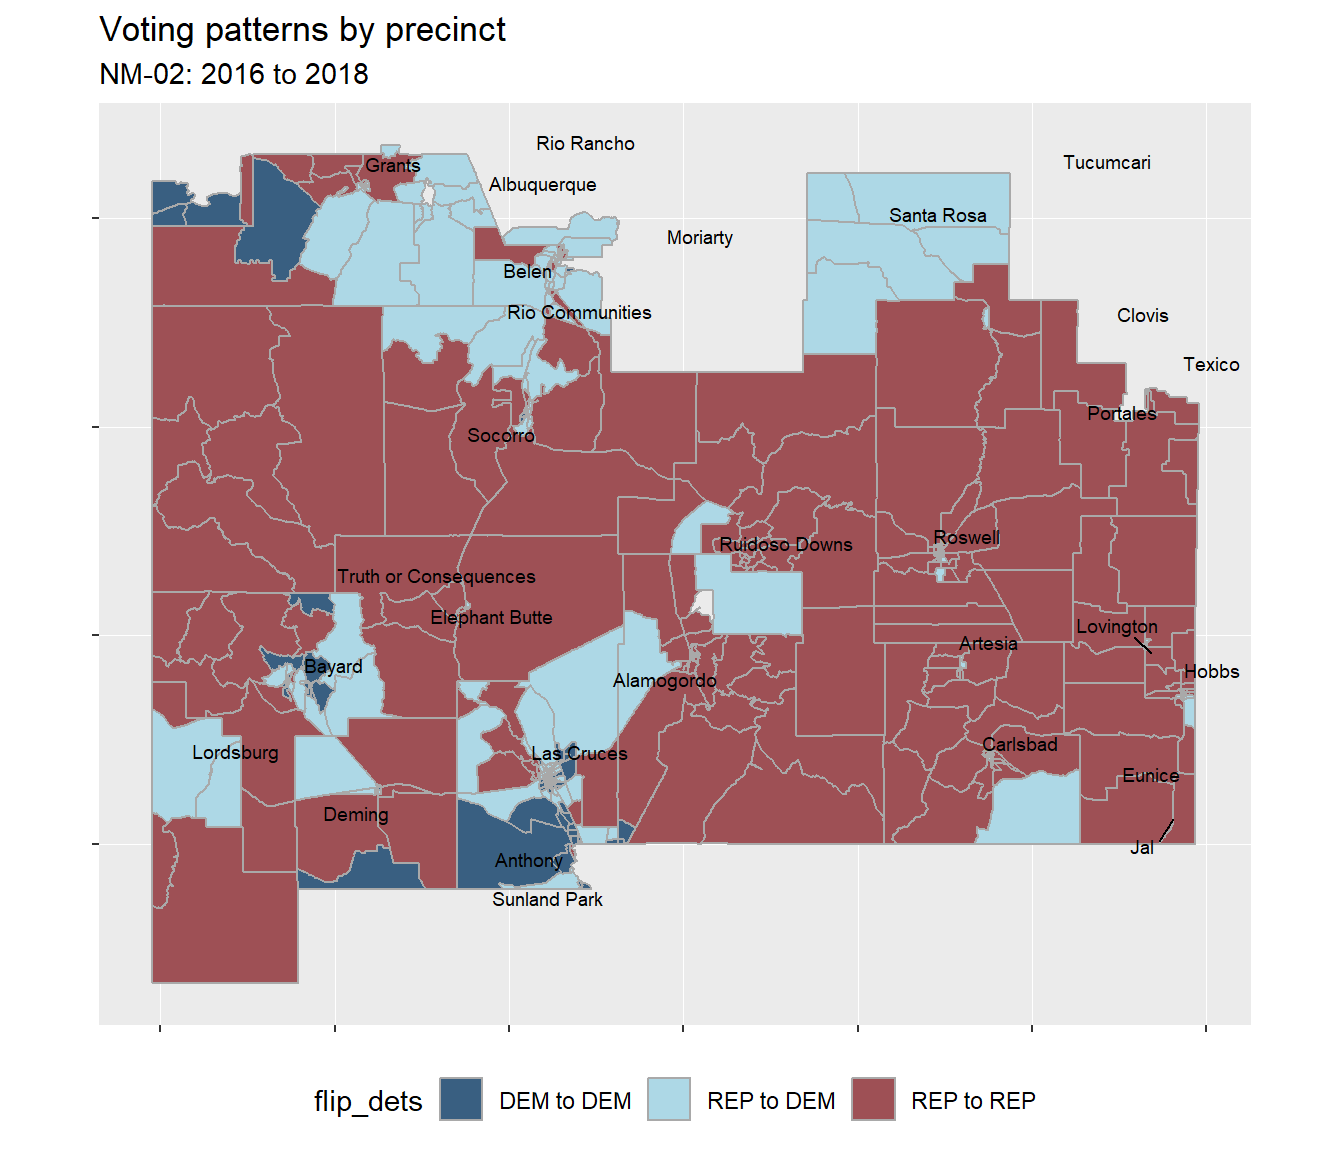 Voting patterns by precinct
NM-02: 2016 to 2018
Rio Rancho
Tucumcari
Grants
Albuquerque
Santa Rosa
Moriarty
Belen
Rio Communities
Clovis
Texico
Portales
Socorro
Roswell
Ruidoso Downs
Truth or Consequences
Elephant Butte
Lovington
Artesia
Bayard
Hobbs
Alamogordo
Carlsbad
Lordsburg
Las Cruces
Eunice
Deming
Jal
Anthony
Sunland Park
flip_dets DEM to DEM REP to DEM REP to REP